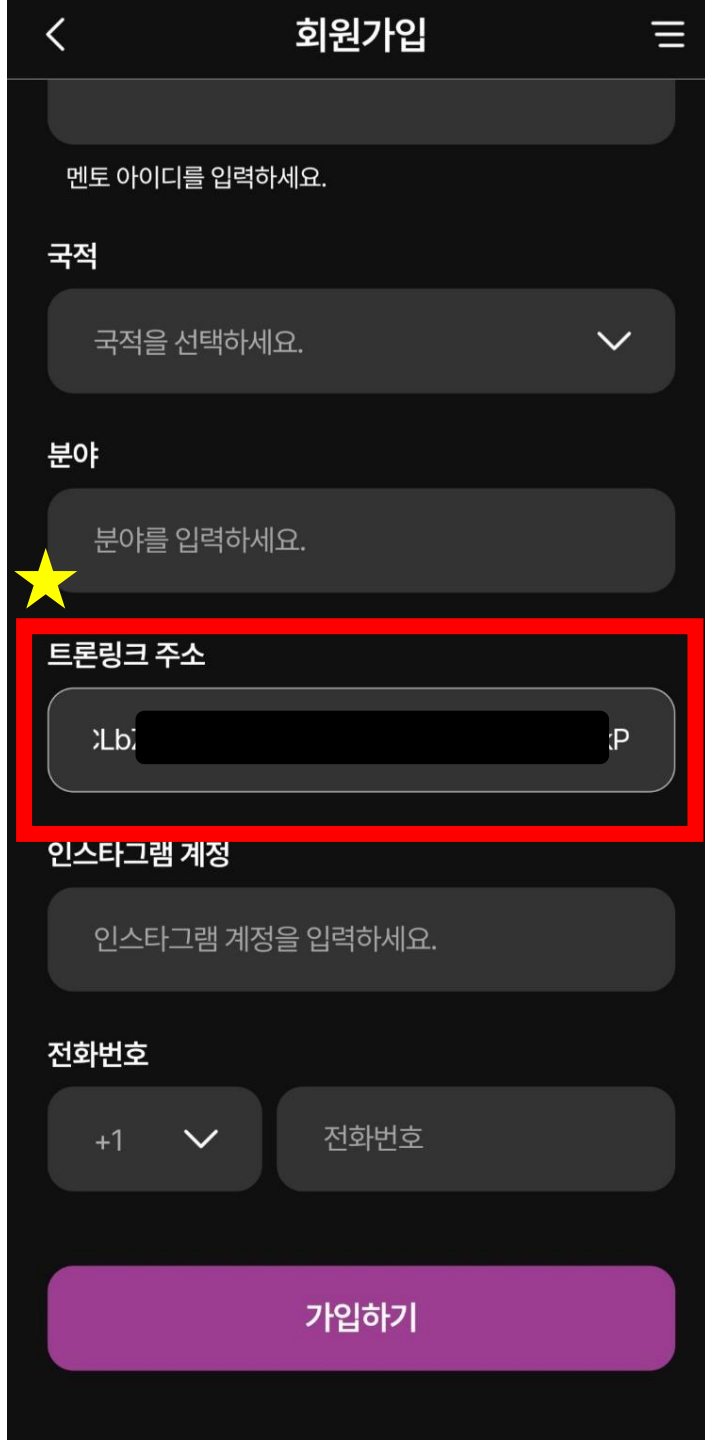 회원가입
멘토 아이디를 입력하세요.
국적
국적을 선택하세요.
분야
분야를 입력하세요.
트론링크 주소
인스타그램 계정
인스타그램 계정을 입력하세요.
전화번호
+1 전화번호
가입하기